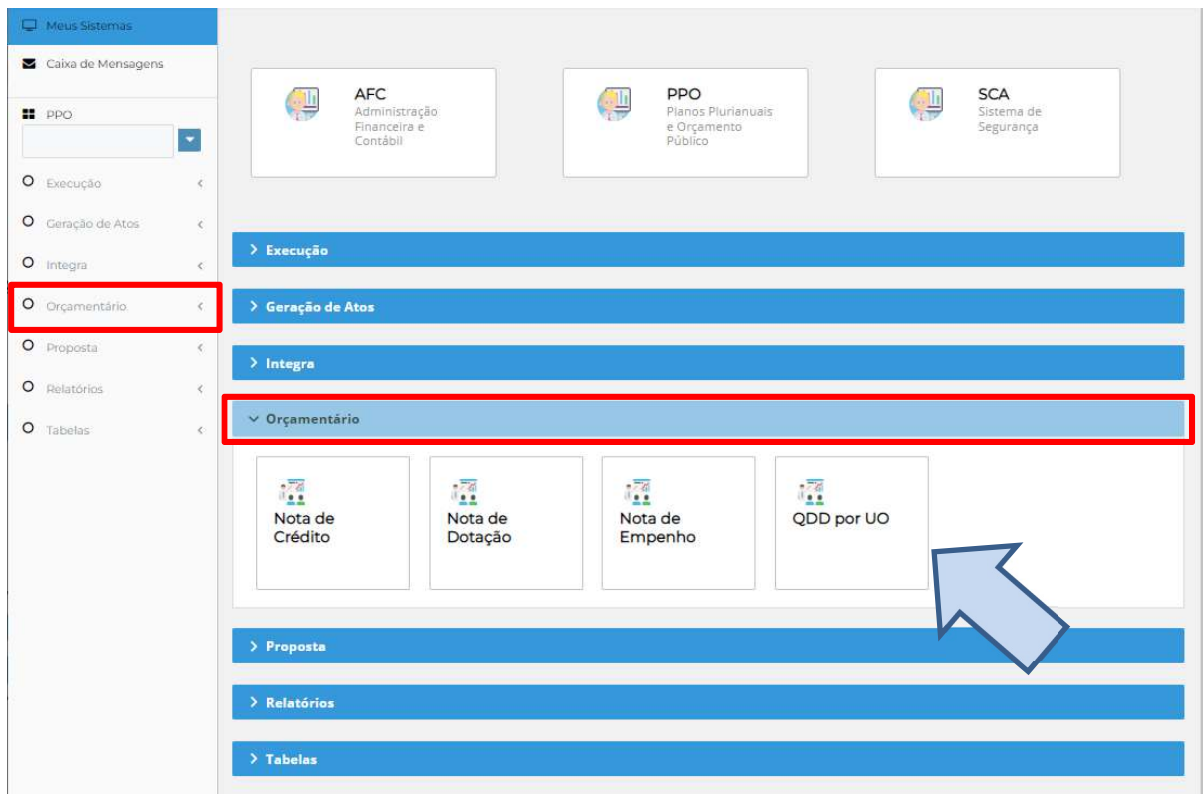 Meus Sistemas
Caixa de Mensagens
PPO
Execução
Geração de Atos
Integra
Orçamentário
Proposta
Relatórios
Tabelas
AFC
Administração
Financeira e
Contábil
PPO
Planos Plurianuais
e Orçamento
Público
SCA
Sistema de
Segurança
Execução
Geração de Atos
Integra
Orçamentário
Nota de
Crédito
Nota de
Dotação
Nota de
Empenho
QDD por UO
Proposta
Relatórios
Tabelas